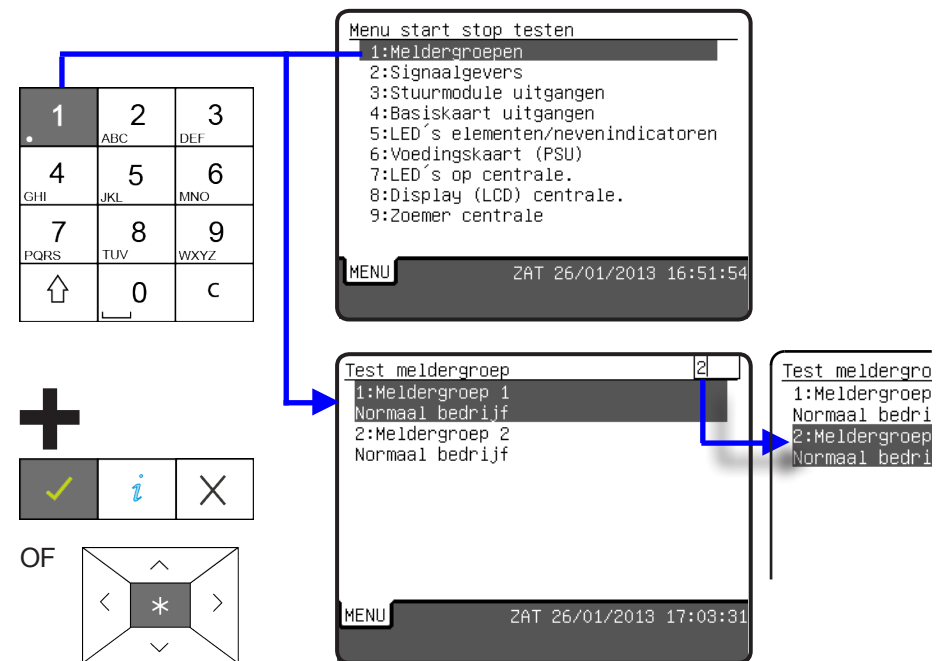 Menu start stop testen
1:Meldergroepen
2:Signaalgevers
3:Stuurmodule uitgangen
4:Basiskaart uitgangen
5:LED´s elementen/nevenindicatoren
6:Voedingskaart (PSU)
7:LED´s op centrale.
8:Display (LCD) centrale.
9:Zoemer centrale
MENU ZAT 26/01/2013 16:51:54
1 2 3
. ABC DEF
4 5 6
GHI JKL MNO
7 8 9
PQRS TUV WXYZ
0 C
i
OF
*
Test meldergroep 2
1:Meldergroep 1
Normaal bedrijf
2:Meldergroep 2
Normaal bedrijf
MENU ZAT 26/01/2013 17:03:31
Test meldergro
1:Meldergroep
Normaal bedri
2:Meldergroep
Normaal bedri